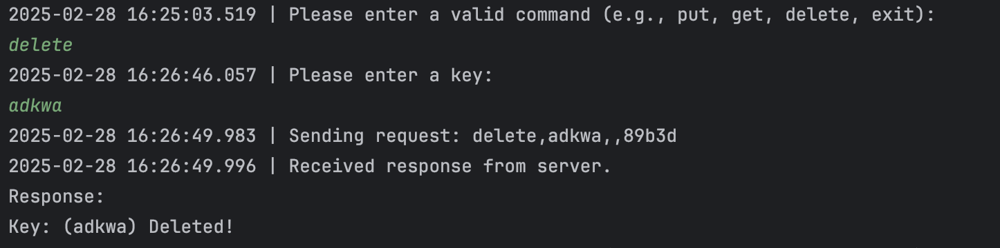 2025-02-28 16:25:03.519 | Please enter a valid command (e.g., put, get, delete, exit):
delete
2025-02-28 16:26:46.057 | Please enter a key:
adkwa
2025-02-28 16:26:49.983 | Sending request: delete,adkwa,,89b3d
2025-02-28 16:26:49.996 | Received response from server.
Response:
Key: (adkwa) Deleted!